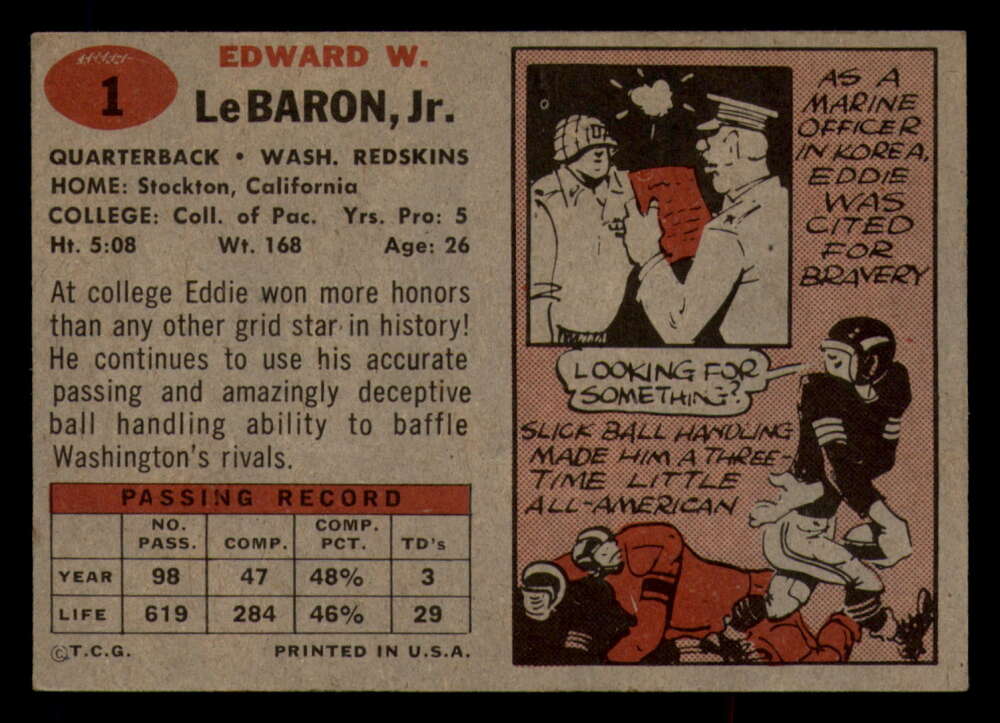 1
EDWARD W.
LeBARON, Jr.
QUARTERBACK • WASH. REDSKINS
HOME: Stockton, California
COLLEGE: Coll. of Pac. Yrs. Pro: 5
Ht. 5:08 Wt. 168 Age: 26
At college Eddie won more honors
than any other grid star in history!
He continues to use his accurate
passing and amazingly deceptive
ball handling ability to baffle
Washington's rivals.
PASSING RECORD
NO. PASS. COMP. COMP. PCT. TD's
YEAR 98 47 48% 3
LIFE 619 284 46% 29
©T.C.G. PRINTED IN U.S.A.
AS A
MARINE
OFFICER
IN KOREA,
EDDIE
WAS
CITED
FOR
BRAVERY
LOOKING FOR
SOMETHING?
SLICK BALL HANDLING
MADE HIM A THREE-
TIME LITTLE
ALL-AMERICAN